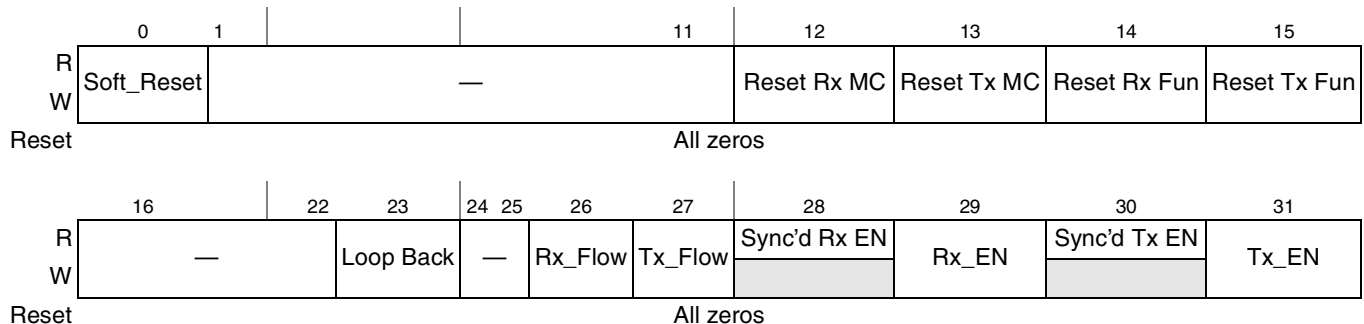 0 1 11 12 13 14 15
R
W
Soft_Reset — Reset Rx MC Reset Tx MC Reset Rx Fun Reset Tx Fun
Reset All zeros
16 22 23 24 25 26 27 28 29 30 31
R
W
— Loop Back — Rx_Flow Tx_Flow Sync'd Rx EN Rx_EN Sync'd Tx EN Tx_EN
Reset All zeros